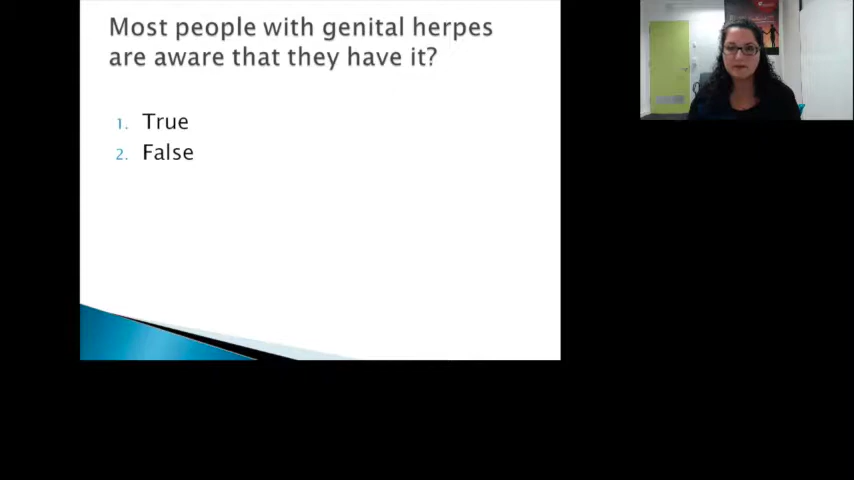 Most people with genital herpes
are aware that they have it?
1. True
2. False